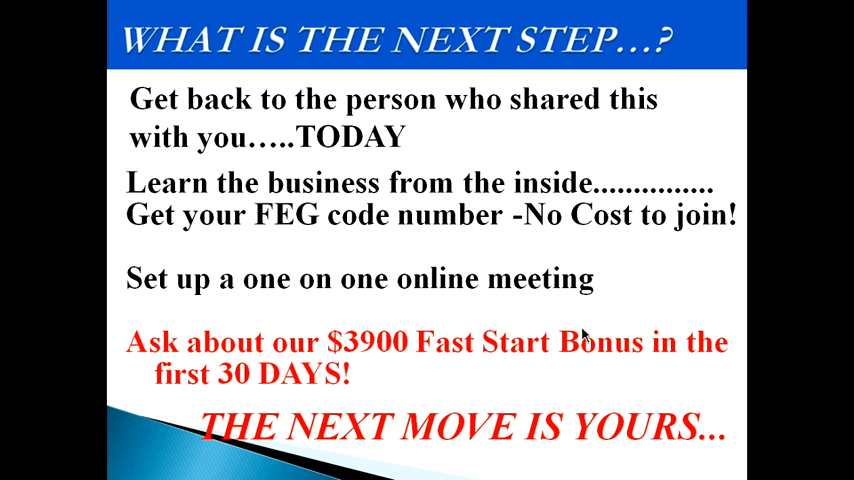 WHAT IS THE NEXT STEP...?
Get back to the person who shared this
with you.....TODAY
Learn the business from the inside...............
Get your FEG code number -No Cost to join!
Set up a one on one online meeting
Ask about our $3900 Fast Start Bonus in the
first 30 DAYS!
THE NEXT MOVE IS YOURS...